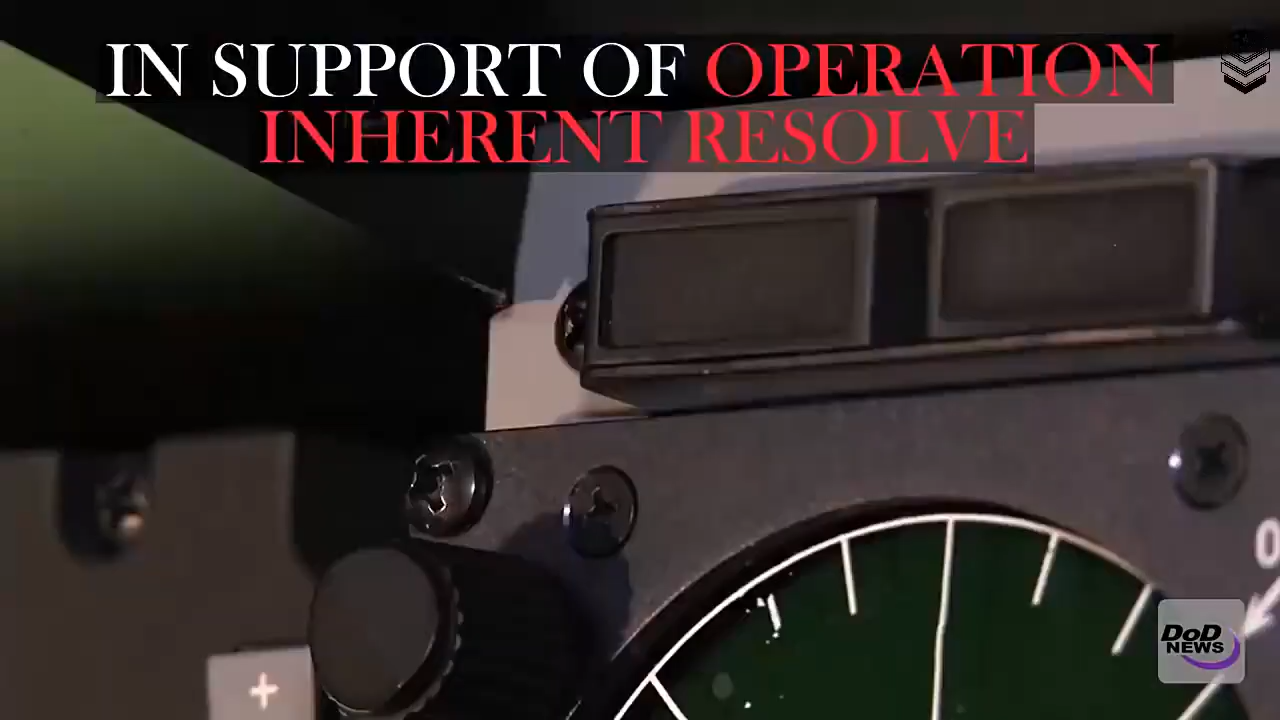 IN SUPPORT OF OPERATION
INHERENT RESOLVE
0
+
DoD
NEWS